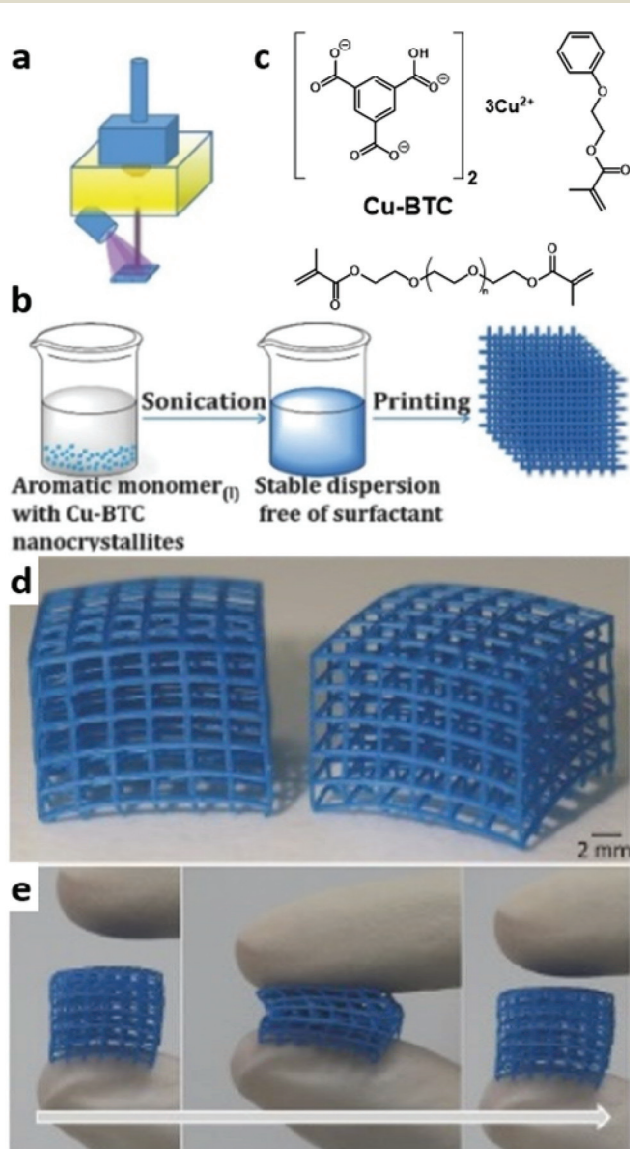 a
c
O
⊖
OH
O
O
⊖
O
O
⊖
2
3Cu2+
Cu-BTC
O
O
O
O
O
O
n
O
O
O
b
Sonication
Printing
Aromatic monomer(l)
with Cu-BTC
nanocrystallites
Stable dispersion
free of surfactant
d
2 mm
e